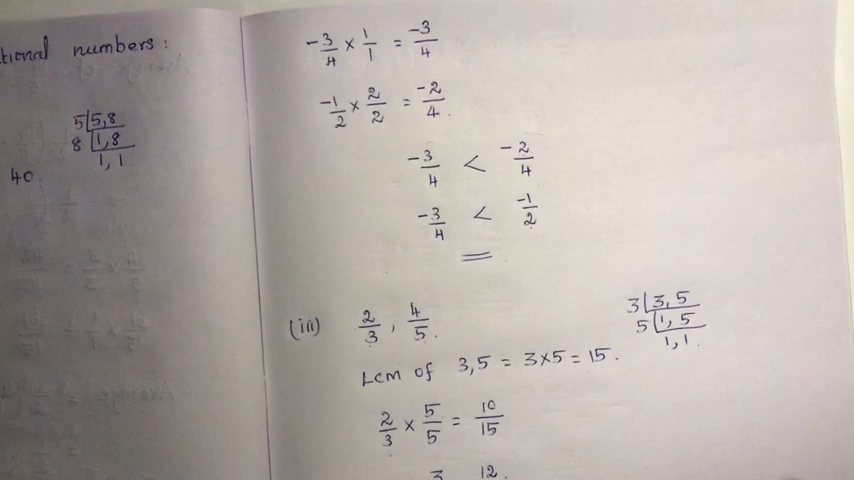 tional numbers:
5 5, 8
8 1, 8
1, 1
40.
-3/4 × 1/1 = -3/4
-1/2 × 2/2 = -2/4.
-3/4 < -2/4
-3/4 < -1/2
(iii) 2/3, 4/5.
3 3, 5
5 1, 5
1, 1.
Lcm of 3,5 = 3×5 = 15.
2/3 × 5/5 = 10/15
3 12.